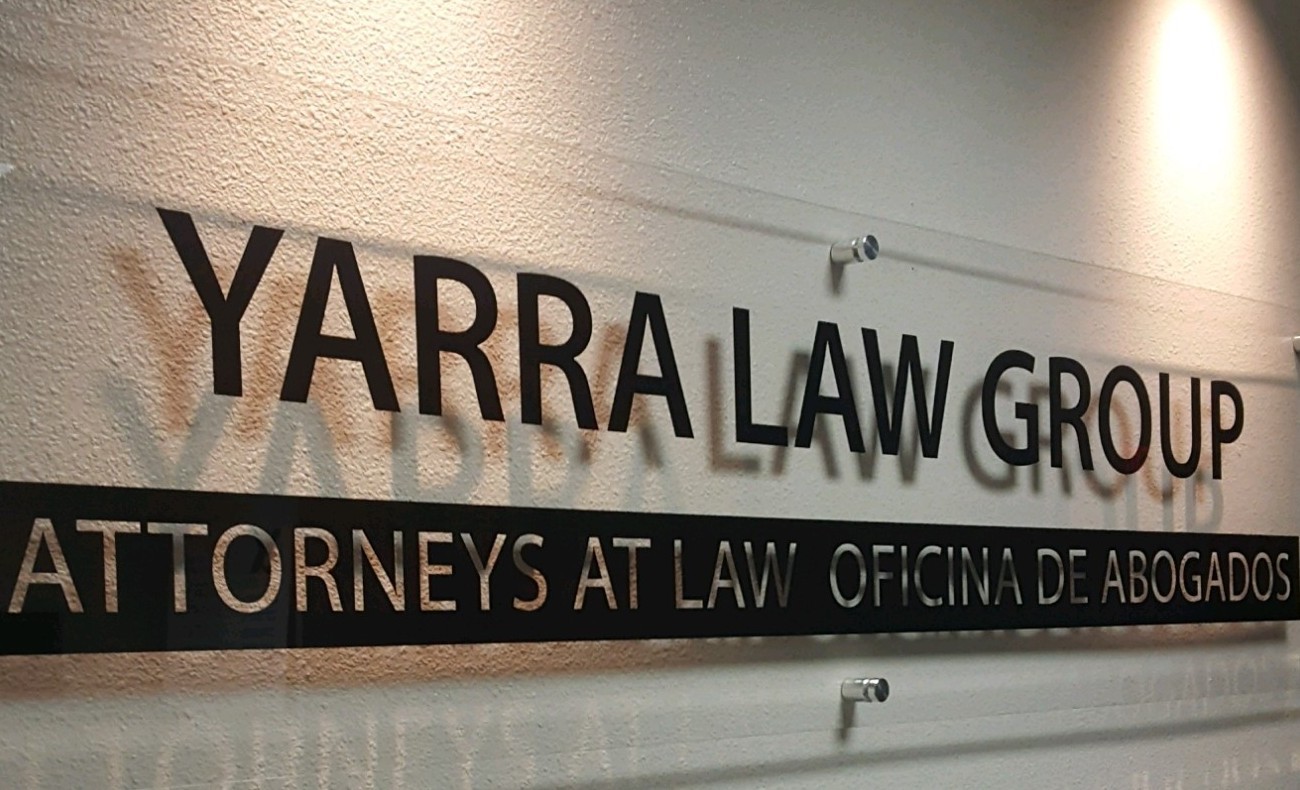 YARRA LAW GROUP
ATTORNEYS AT LAW OFICINA DE ABOGADOS